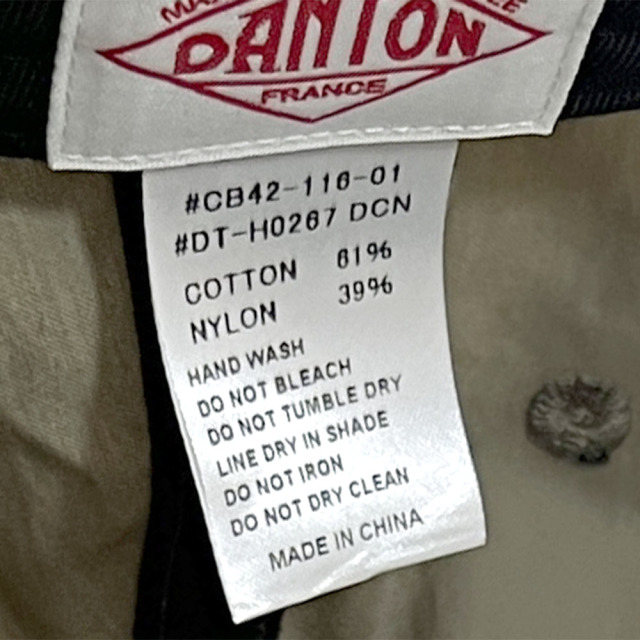 DANTON
FRANCE
#CB42-116-01
#DT-H0267 DCN
COTTON 61%
NYLON 39%
HAND WASH
DO NOT BLEACH
DO NOT TUMBLE DRY
LINE DRY IN SHADE
DO NOT IRON
DO NOT DRY CLEAN
MADE IN CHINA